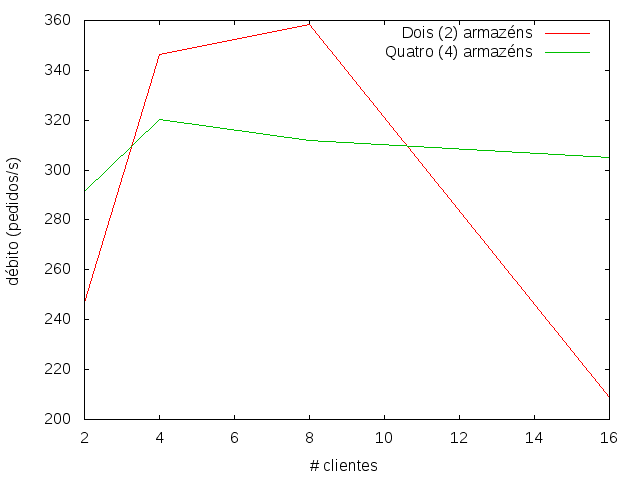 360
340
320
300
280
260
240
220
200
2 4 6 8 10 12 14 16
débito (pedidos/s)
# clientes
Dois (2) armazéns
Quatro (4) armazéns